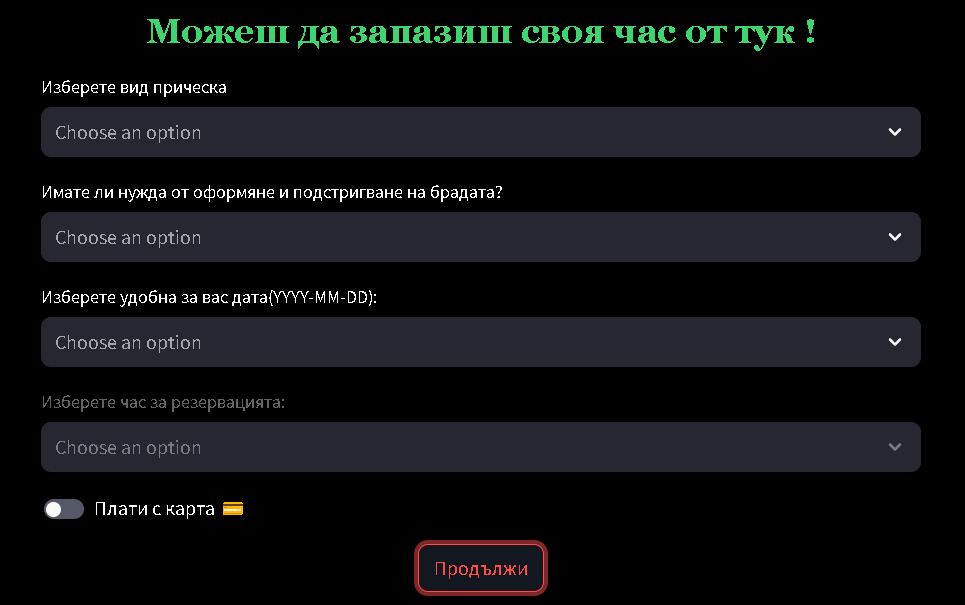 Можеш да запазиш своя час от тук !
Изберете вид прическа
Choose an option
Имате ли нужда от оформяне и подстригване на брадата?
Choose an option
Изберете удобна за вас дата(YYYY-MM-DD):
Choose an option
Изберете час за резервацията:
Choose an option
Плати с карта 💳
Продължи